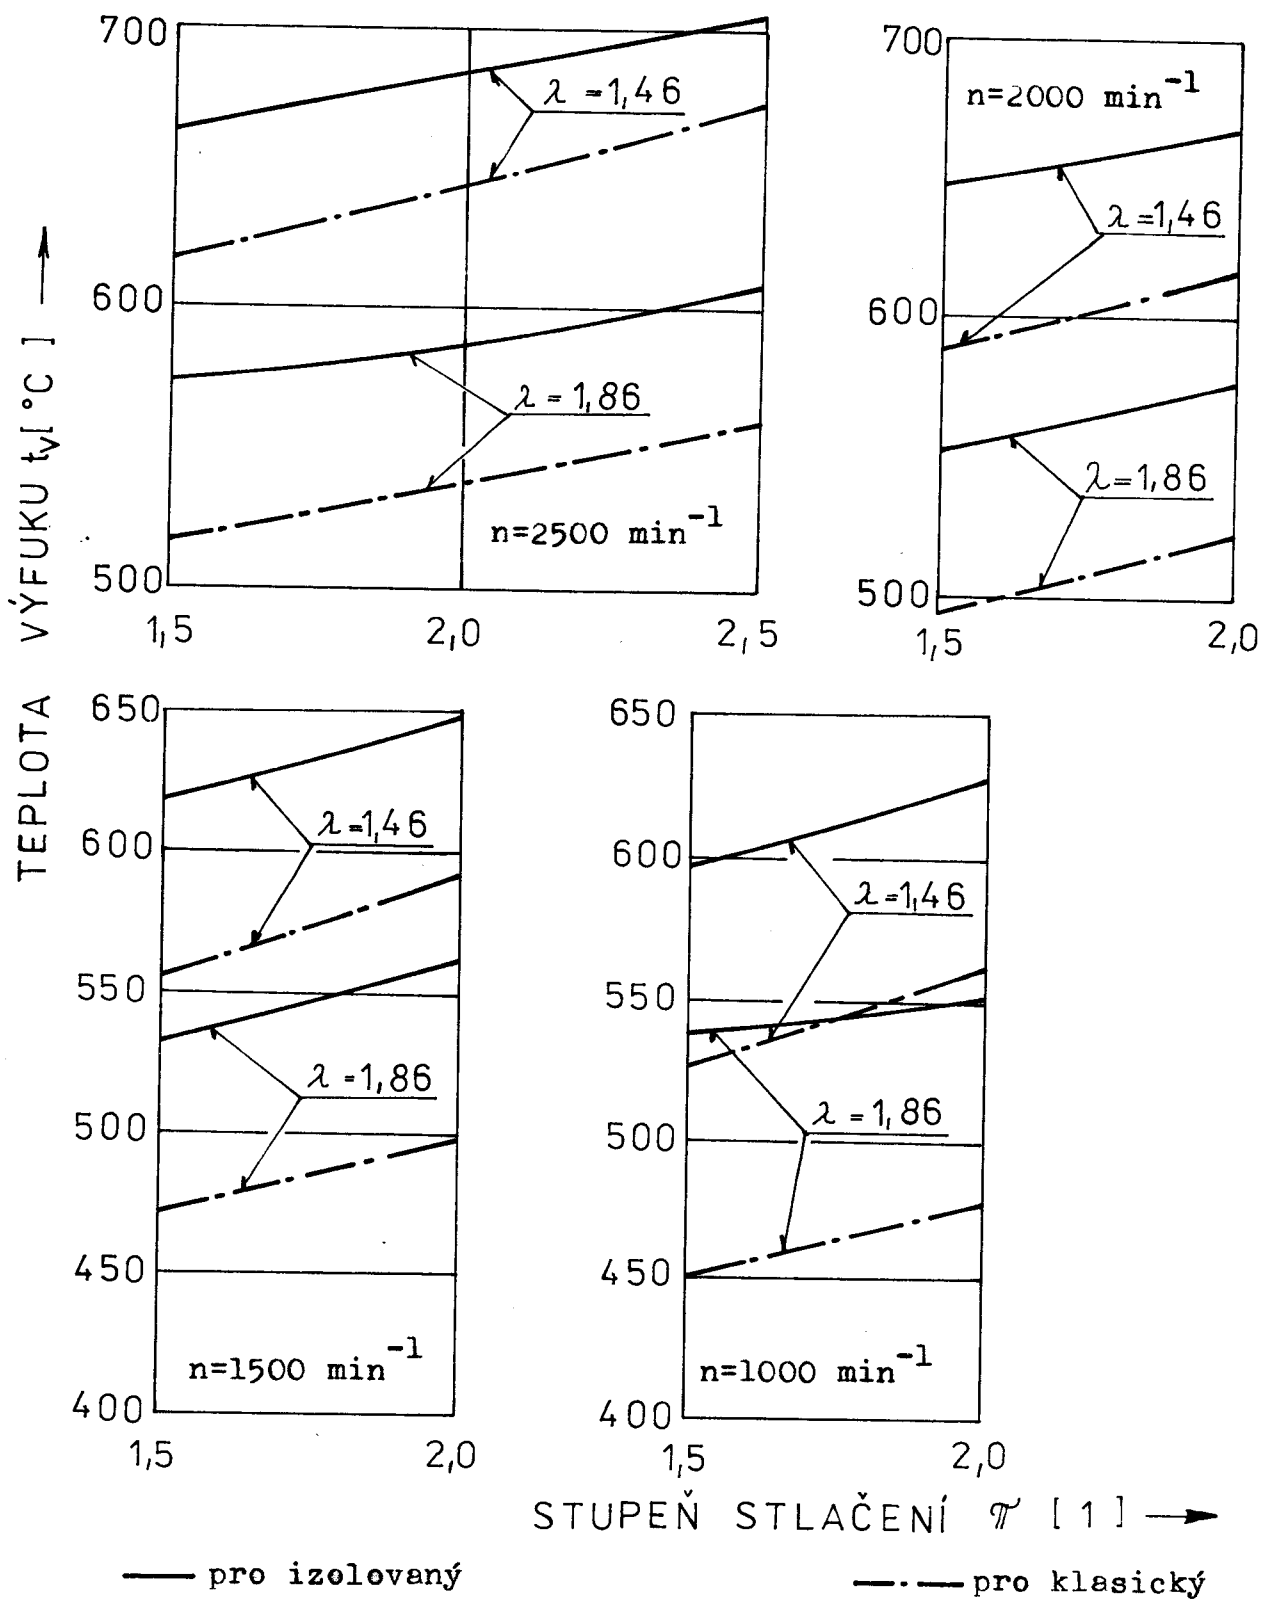 TEPLOTA VÝFUKU tv [°C]
700
600
500
1,5
2,0
2,5
λ=1,46
λ=1,86
n=2500 min-1
700
600
500
1,5
2,0
n=2000 min-1
λ=1,46
λ=1,86
650
600
550
500
450
400
1,5
2,0
λ=1,46
λ=1,86
n=1500 min-1
650
600
550
500
450
400
1,5
2,0
λ=1,46
λ=1,86
n=1000 min-1
STUPEŇ STLAČENÍ π [1]
pro izolovaný
pro klasický